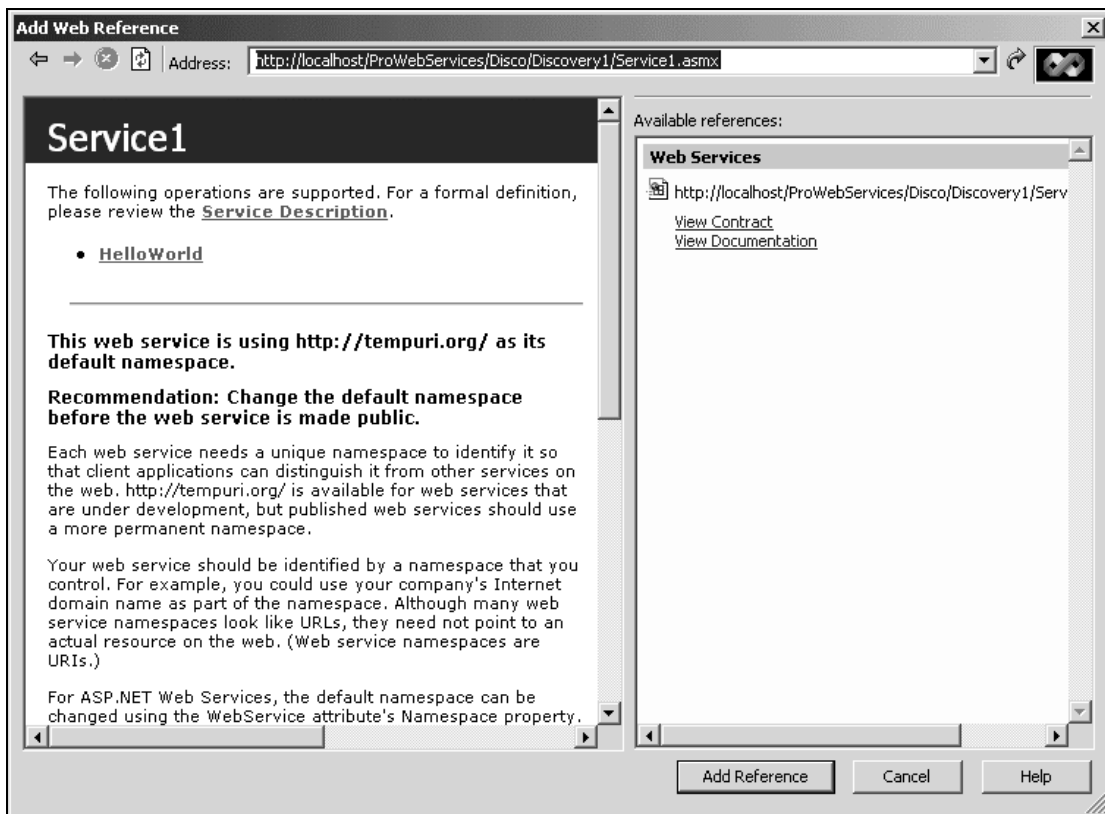 Add Web Reference
Address: http://localhost/ProWebServices/Disco/Discovery1/Service1.asmx
Service1
The following operations are supported. For a formal definition,
please review the Service Description.
• HelloWorld
This web service is using http://tempuri.org/ as its
default namespace.
Recommendation: Change the default namespace
before the web service is made public.
Each web service needs a unique namespace to identify it so
that client applications can distinguish it from other services on
the web. http://tempuri.org/ is available for web services that
are under development, but published web services should use
a more permanent namespace.
Your web service should be identified by a namespace that you
control. For example, you could use your company's Internet
domain name as part of the namespace. Although many web
service namespaces look like URLs, they need not point to an
actual resource on the web. (Web service namespaces are
URIs.)
For ASP.NET Web Services, the default namespace can be
changed using the WebService attribute's Namespace property.
Available references:
Web Services
http://localhost/ProWebServices/Disco/Discovery1/Serv
View Contract
View Documentation
Add Reference
Cancel
Help